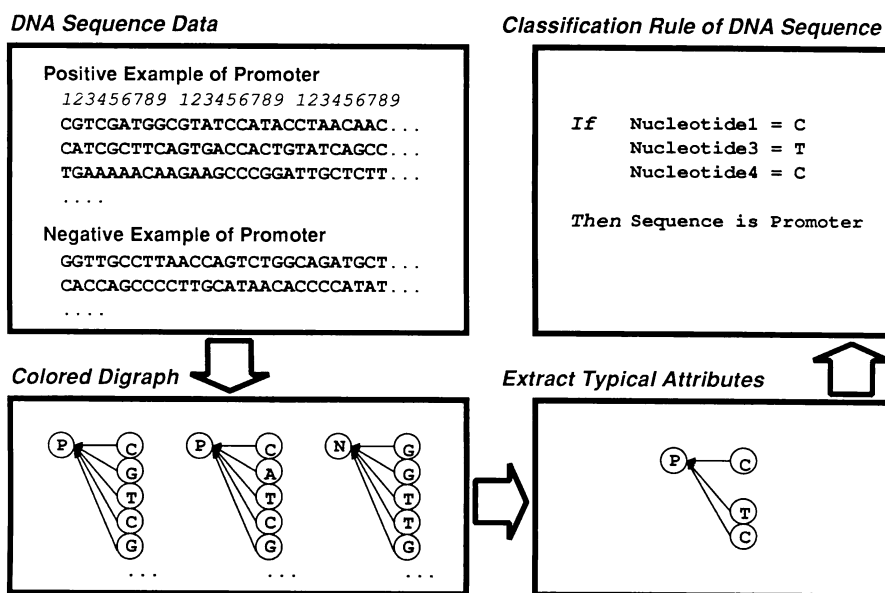 DNA Sequence Data
Positive Example of Promoter
123456789 123456789 123456789
CGTCGATGGCGTATCCATACCTAACAAC...
CATCGCTTCAGTGACCACTGTATCAGCC...
TGAAAAACAAGAAGCCCGGATTGCTCTT...
....
Negative Example of Promoter
GGTTGCCTTAACCAGTCTGGCAGATGCT...
CACCAGCCCCTTGCATAACACCCCATAT...
....
Classification Rule of DNA Sequence
If Nucleotide1 = C
Nucleotide3 = T
Nucleotide4 = C
Then Sequence is Promoter
Colored Digraph
P C P C N G
G A G
T T T
C C T
G G G
... ... ...
Extract Typical Attributes
P C
T
C